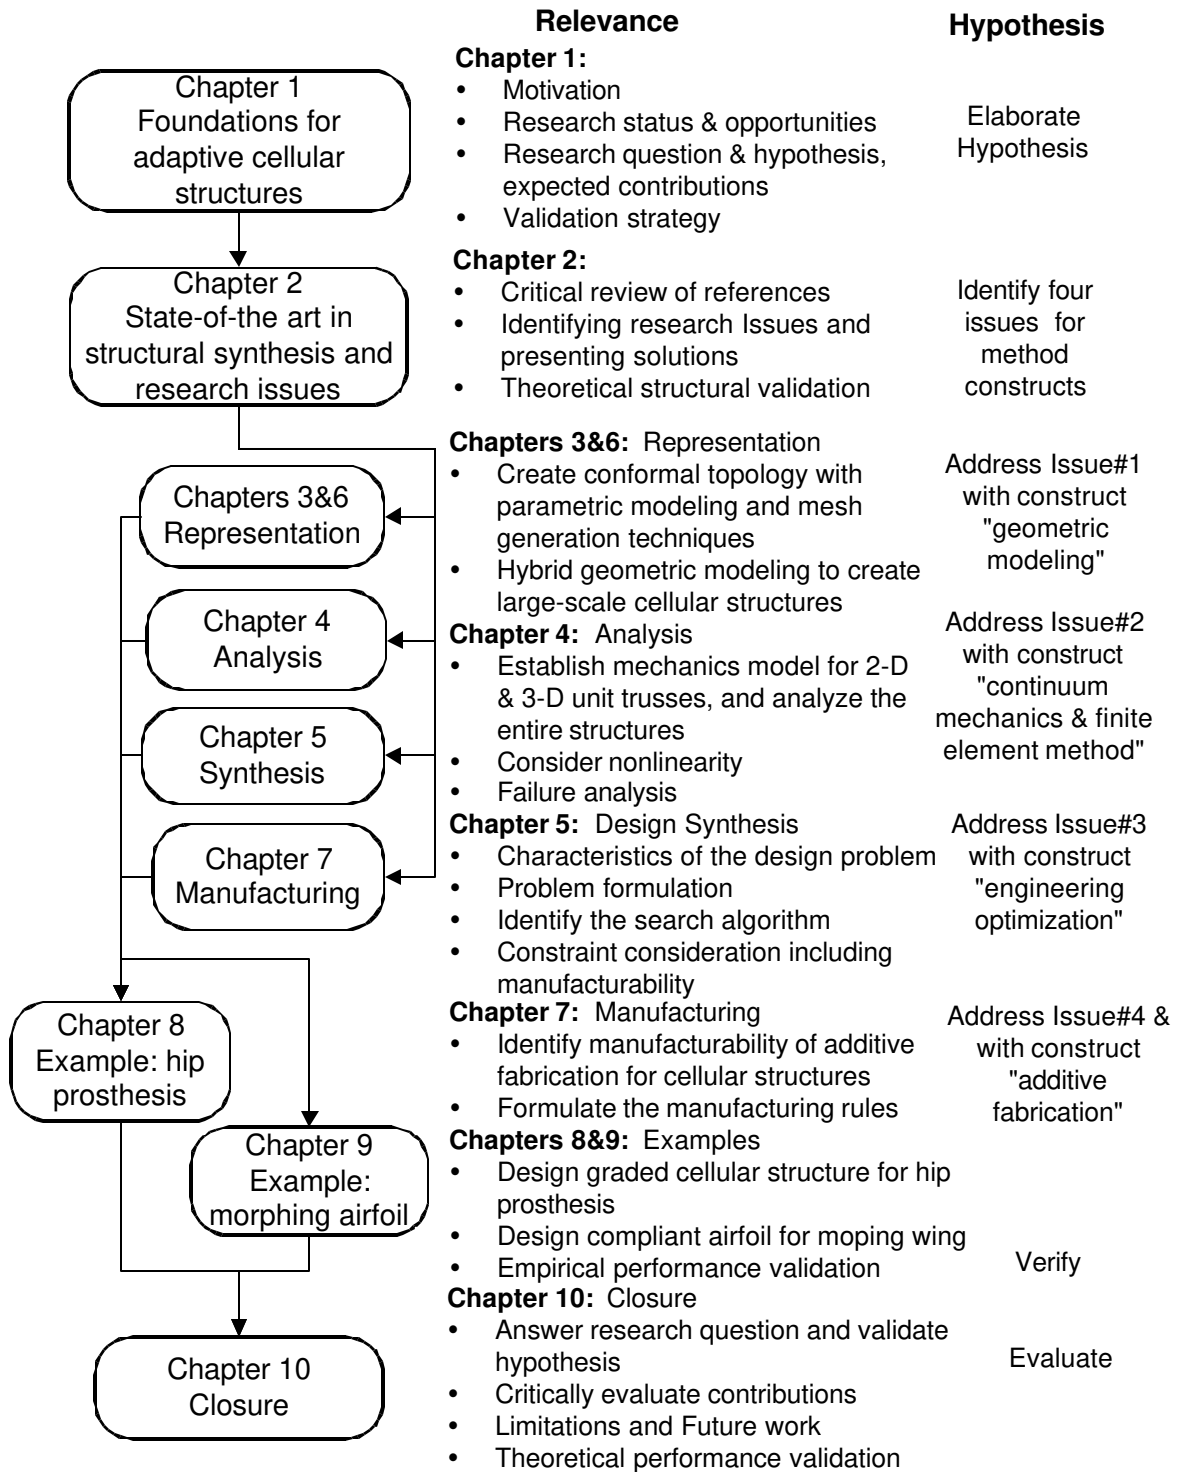 Relevance
Hypothesis
Chapter 1
Foundations for
adaptive cellular
structures
Chapter 2
State-of-the art in
structural synthesis and
research issues
Chapters 3&6
Representation
Chapter 4
Analysis
Chapter 5
Synthesis
Chapter 7
Manufacturing
Chapter 8
Example: hip
prosthesis
Chapter 9
Example:
morphing airfoil
Chapter 10
Closure
Chapter 1:
• Motivation
• Research status & opportunities
• Research question & hypothesis,
expected contributions
• Validation strategy
Chapter 2:
• Critical review of references
• Identifying research Issues and
presenting solutions
• Theoretical structural validation
Chapters 3&6: Representation
• Create conformal topology with
parametric modeling and mesh
generation techniques
• Hybrid geometric modeling to create
large-scale cellular structures
Chapter 4: Analysis
• Establish mechanics model for 2-D
& 3-D unit trusses, and analyze the
entire structures
• Consider nonlinearity
• Failure analysis
Chapter 5: Design Synthesis
• Characteristics of the design problem
• Problem formulation
• Identify the search algorithm
• Constraint consideration including
manufacturability
Chapter 7: Manufacturing
• Identify manufacturability of additive
fabrication for cellular structures
• Formulate the manufacturing rules
Chapters 8&9: Examples
• Design graded cellular structure for hip
prosthesis
• Design compliant airfoil for moping wing
• Empirical performance validation
Chapter 10: Closure
• Answer research question and validate
hypothesis
• Critically evaluate contributions
• Limitations and Future work
• Theoretical performance validation
Elaborate
Hypothesis
Identify four
issues for
method
constructs
Address Issue#1
with construct
"geometric
modeling"
Address Issue#2
with construct
"continuum
mechanics & finite
element method"
Address Issue#3
with construct
"engineering
optimization"
Address Issue#4 &
with construct
"additive
fabrication"
Verify
Evaluate